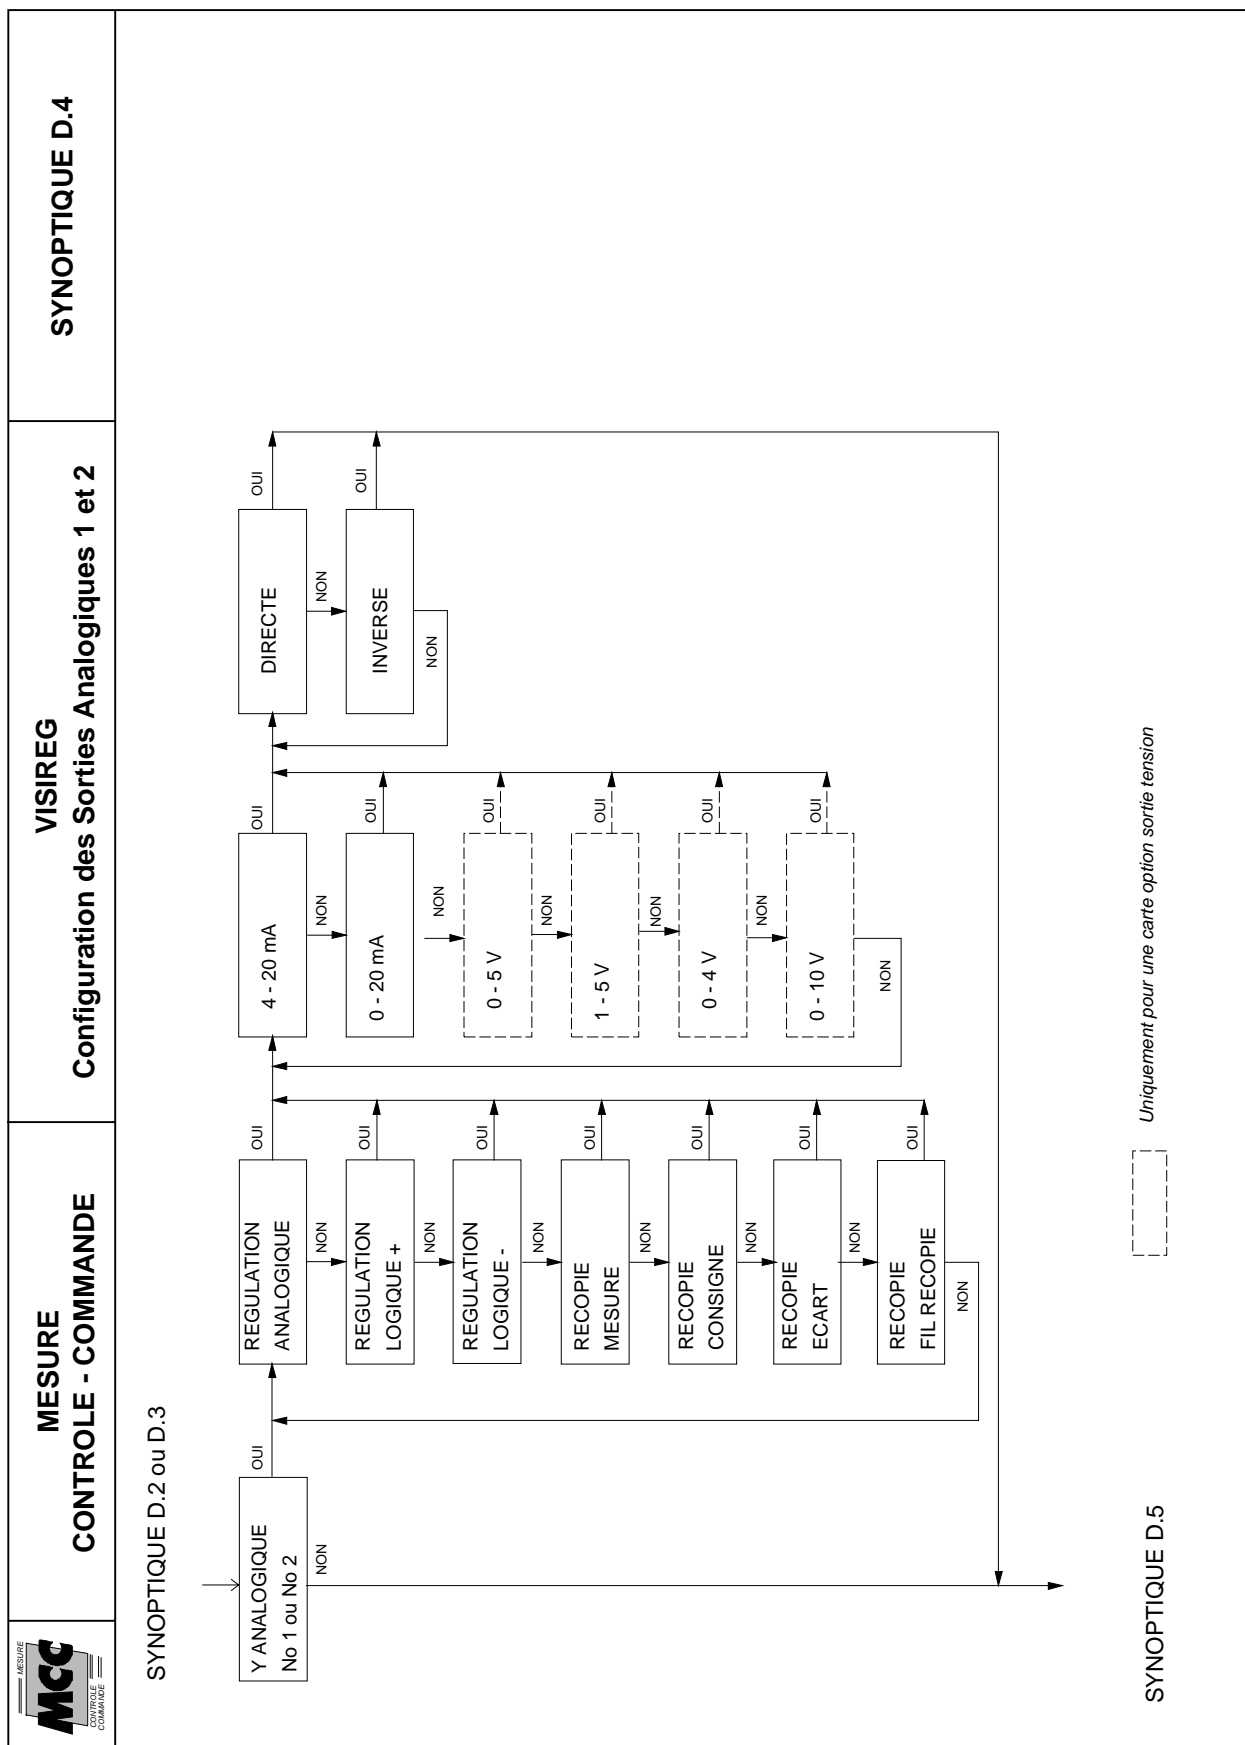 MESURE
MCC
CONTROLE
COMMANDE
MESURE
CONTROLE - COMMANDE
VISIREG
Configuration des Sorties Analogiques 1 et 2
SYNOPTIQUE D.4
SYNOPTIQUE D.2 ou D.3
Y ANALOGIQUE
No 1 ou No 2
OUI
NON
REGULATION
ANALOGIQUE
OUI
NON
REGULATION
LOGIQUE +
OUI
NON
REGULATION
LOGIQUE -
OUI
NON
RECOPIE
MESURE
OUI
NON
RECOPIE
CONSIGNE
OUI
NON
RECOPIE
ECART
OUI
NON
RECOPIE
FIL RECOPIE
OUI
NON
4 - 20 mA
OUI
NON
0 - 20 mA
OUI
NON
0 - 5 V
OUI
NON
1 - 5 V
OUI
NON
0 - 4 V
OUI
NON
0 - 10 V
OUI
NON
DIRECTE
OUI
NON
INVERSE
OUI
NON
SYNOPTIQUE D.5
Uniquement pour une carte option sortie tension